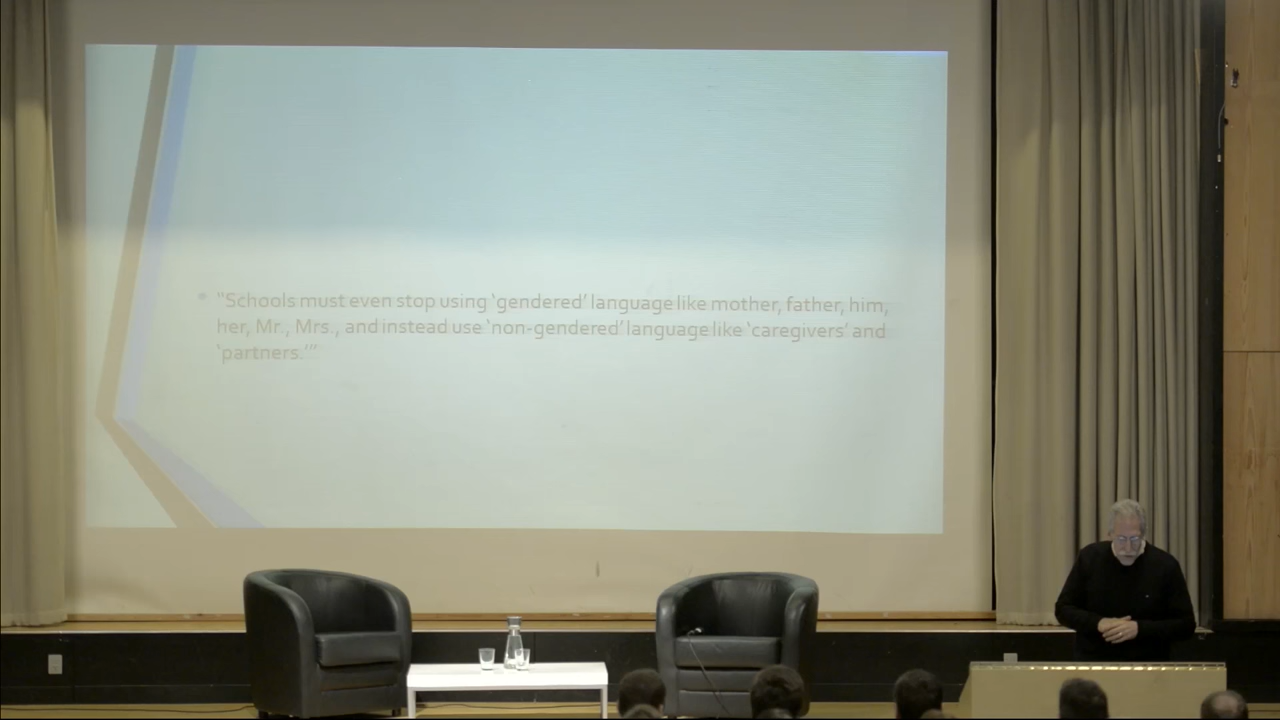 "Schools must even stop using ‘gendered’ language like mother, father, him,
her, Mr., Mrs., and instead use ‘non-gendered’ language like ‘caregivers’ and
‘partners.’”